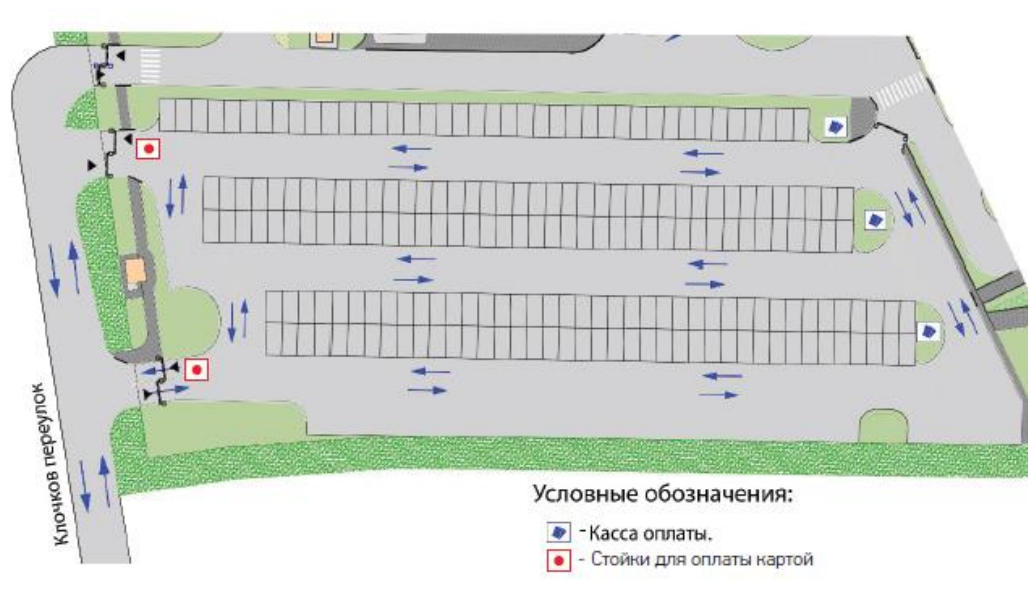 Клочков переулок
Условные обозначения:
- Касса оплаты.
- Стойки для оплаты картой